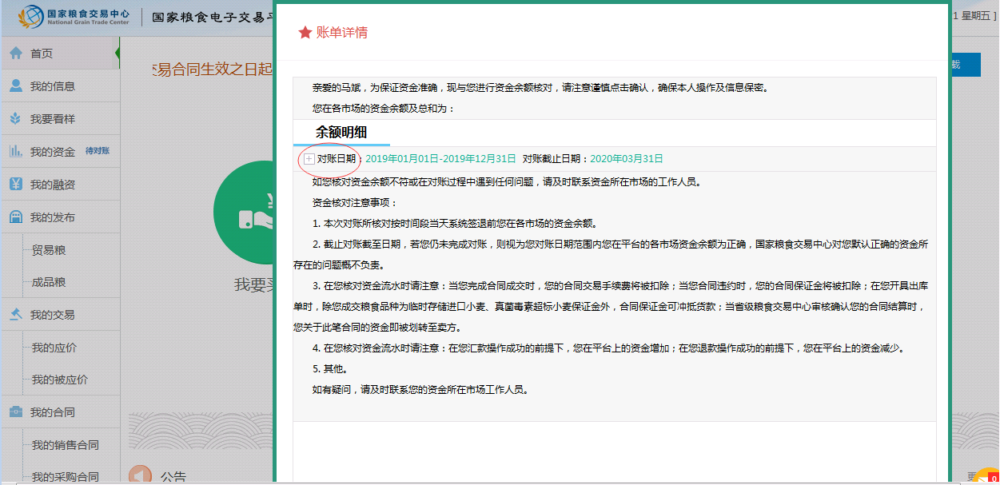 国家粮食交易中心
National Grain Trade Center
国家粮食电子交易平
1 星期五 ]
首页
我的信息
我要看样
我的资金 待对账
我的融资
我的发布
贸易粮
成品粮
我的交易
我的应价
我的被应价
我的合同
我的销售合同
我的采购合同
交易合同生效之日起
载
¥
我要买
公告
更
0
账单详情
亲爱的马斌，为保证资金准确，现与您进行资金余额核对，请注意谨慎点击确认，确保本人操作及信息保密。
您在各市场的资金余额及总和为：
余额明细
对账日期：2019年01月01日-2019年12月31日 对账截止日期：2020年03月31日
如您核对资金余额不符或在对账过程中遇到任何问题，请及时联系资金所在市场的工作人员。
资金核对注意事项：
1. 本次对账所核对按时间段当天系统签退前您在各市场的资金余额。
2. 截止对账截至日期，若您仍未完成对账，则视为您对账日期范围内您在平台的各市场资金余额为正确，国家粮食交易中心对您默认正确的资金所
存在的问题概不负责。
3. 在您核对资金流水时请注意：当您完成合同成交时，您的合同交易手续费将被扣除；当您合同违约时，您的合同保证金将被扣除；在您开具出库
单时，除您成交粮食品种为临时存储进口小麦、真菌毒素超标小麦保证金外，合同保证金可冲抵货款；当省级粮食交易中心审核确认您的合同结算时，
您关于此笔合同的资金即被划转至卖方。
4. 在您核对资金流水时请注意：在您汇款操作成功的前提下，您在平台上的资金增加；在您退款操作成功的前提下，您在平台上的资金减少。
5. 其他。
如有疑问，请及时联系您的资金所在市场工作人员。